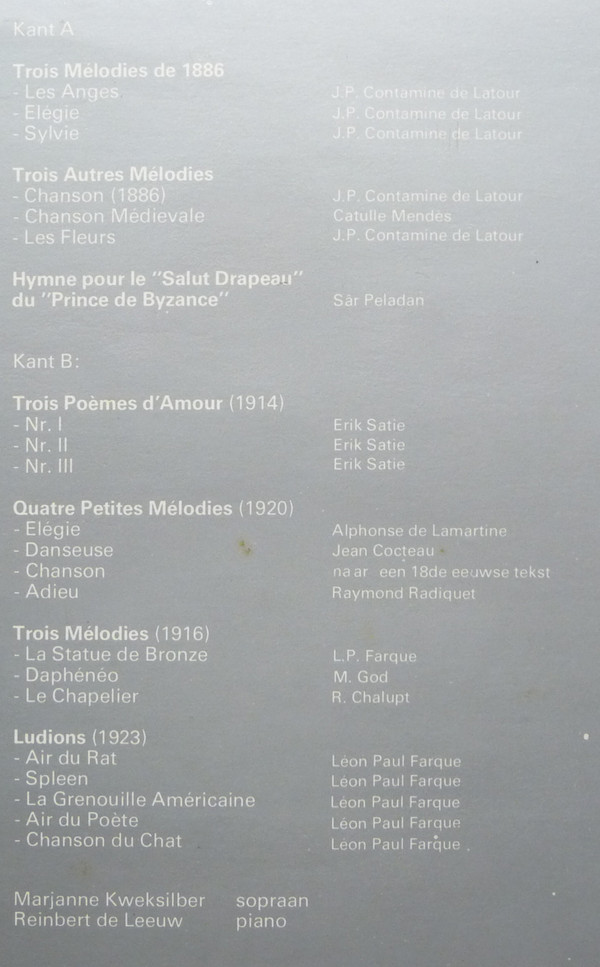 Kant A
Trois Mélodies de 1886
- Les Anges J.P. Contamine de Latour
- Elégie J.P. Contamine de Latour
- Sylvie J.P. Contamine de Latour
Trois Autres Mélodies
- Chanson (1886) J.P. Contamine de Latour
- Chanson Médievale Catulle Mendès
- Les Fleurs J.P. Contamine de Latour
Hymne pour le "Salut Drapeau"
du "Prince de Byzance" Sâr Peladan
Kant B:
Trois Poèmes d'Amour (1914)
- Nr. I Erik Satie
- Nr. II Erik Satie
- Nr. III Erik Satie
Quatre Petites Mélodies (1920)
- Elégie Alphonse de Lamartine
- Danseuse Jean Cocteau
- Chanson naar een 18de eeuwse tekst
- Adieu Raymond Radiquet
Trois Mélodies (1916)
- La Statue de Bronze L.P. Farque
- Daphénéo M. God
- Le Chapelier R. Chalupt
Ludions (1923)
- Air du Rat Léon Paul Farque
- Spleen Léon Paul Farque
- La Grenouille Américaine Léon Paul Farque
- Air du Poète Léon Paul Farque
- Chanson du Chat Léon Paul Farque
Marjanne Kweksilber sopraan
Reinbert de Leeuw piano